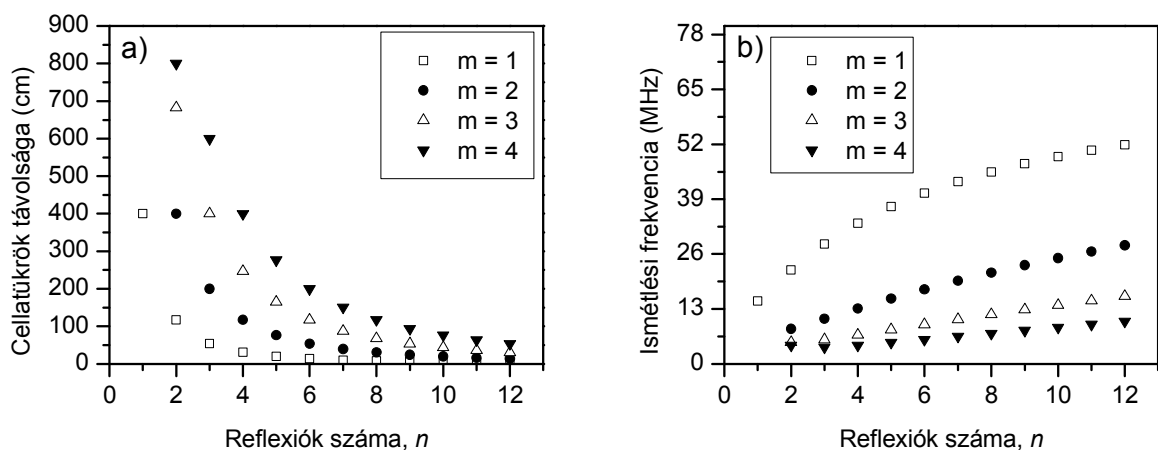 a)
Cellatükrök távolsága (cm)
900
800
700
600
500
400
300
200
100
0
m = 1
m = 2
m = 3
m = 4
0 2 4 6 8 10 12
Reflexiók száma, n
b)
Ismétlési frekvencia (MHz)
78
65
52
39
26
13
0
m = 1
m = 2
m = 3
m = 4
0 2 4 6 8 10 12
Reflexiók száma, n